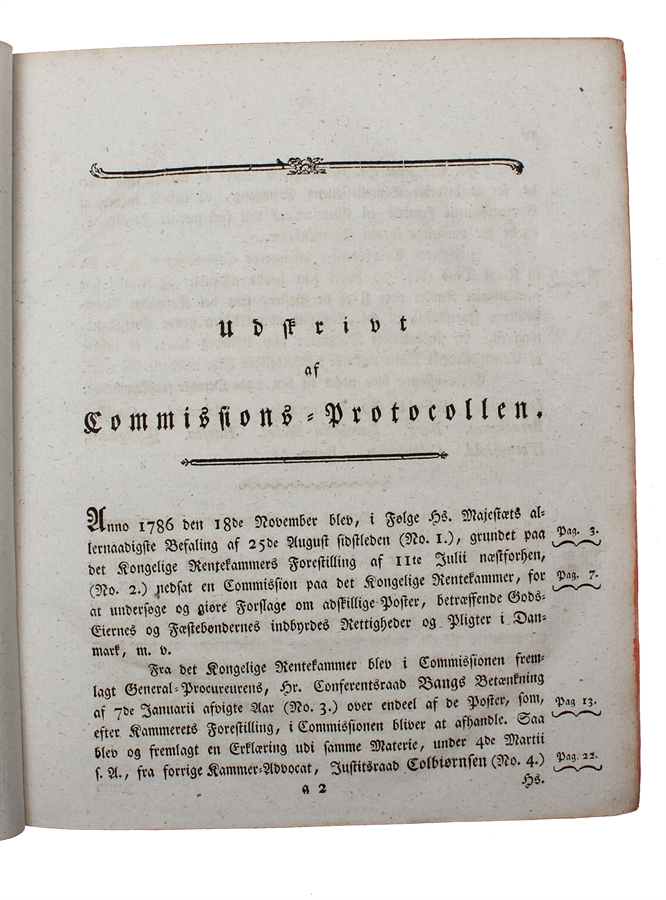 Udskrivt
af
Commissions-Protocollen.
Anno 1786 den 18de November blev, i Følge Hs. Majestæts al-
lernaadigste Befaling af 25de August sidstleden (No. 1.), grundet paa
Pag. 3.
det Kongelige Rentekammers Forestilling af 11te Julii næstforhen,
(No. 2.) nedsat en Commission paa det Kongelige Rentekammer, for
Pag. 7.
at undersøge og giøre Forslage om adskillige Poster, betræffende Gods-
Eiernes og Fæstebøndernes indbyrdes Rettigheder og Pligter i Dan-
mark, m. v.
Fra det Kongelige Rentekammer blev i Commissionen frem-
lagt General-Procureurens, Hr. Conferentsraad Bangs Betænkning
af 7de Januarii afvigte Aar (No. 3.) over endeel af de Poster, som,
Pag 13.
efter Kammerets Forestilling, i Commissionen bliver at afhandle. Saa
blev og fremlagt en Erklæring udi samme Materie, under 4de Martii
s. A., fra forrige Kammer-Advocat, Justitsraad Colbiørnsen (No. 4.)
Pag. 22.
a 2
Hs.